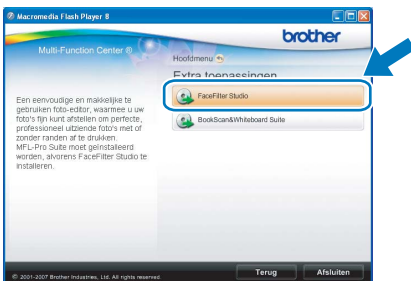 Macromedia Flash Player 8
brother
Multi-Function Center ®
Hoofdmenu
Extra toepassingen
FaceFilter Studio
BookScan&Whiteboard Suite
Een eenvoudige en makkelijke te
gebruiken foto-editor, waarmee u uw
foto's fijn kunt afstellen om perfecte,
professioneel uitziende foto's met of
zonder randen af te drukken.
MFL-Pro Suite moet geïnstalleerd
worden, alvorens FaceFilter Studio te
installeren.
© 2001-2007 Brother Industries, Ltd. All rights reserved
Terug
Afsluiten